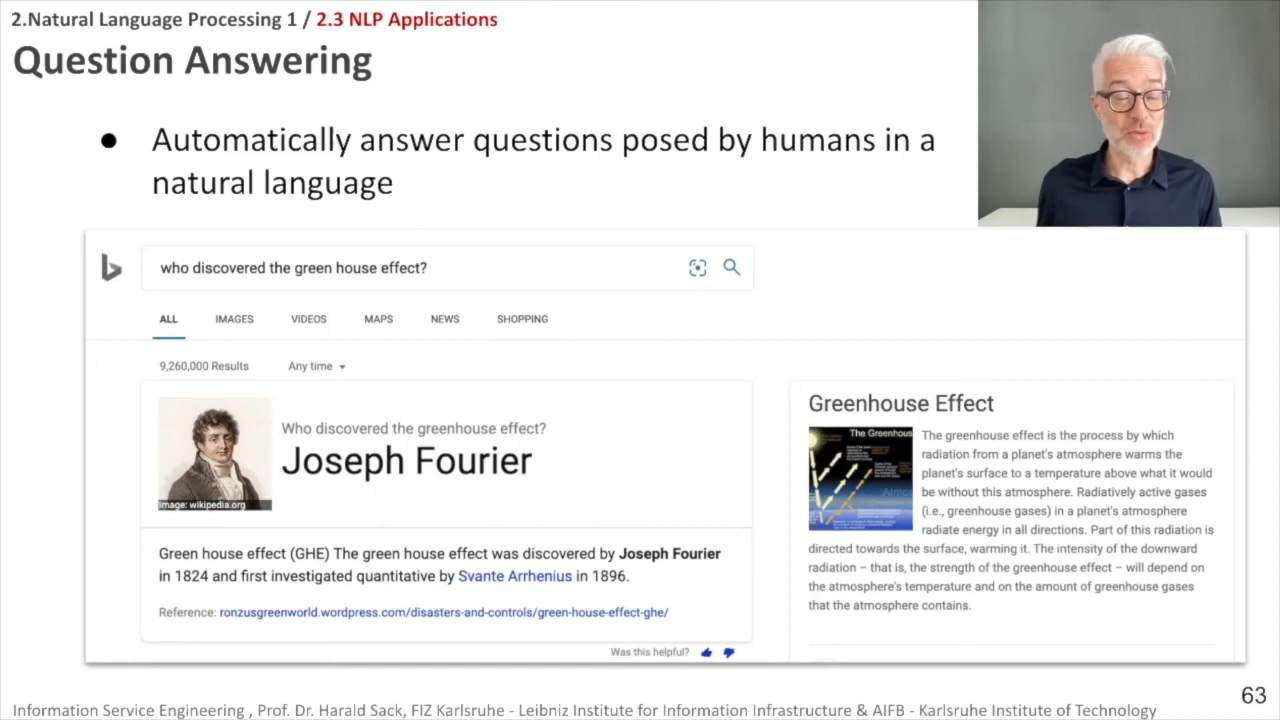 2.Natural Language Processing 1 / 2.3 NLP Applications
Question Answering
● Automatically answer questions posed by humans in a
natural language
who discovered the green house effect?
ALL IMAGES VIDEOS MAPS NEWS SHOPPING
9,260,000 Results Any time
Who discovered the greenhouse effect?
Joseph Fourier
Image: wikipedia.org
Green house effect (GHE) The green house effect was discovered by Joseph Fourier
in 1824 and first investigated quantitative by Svante Arrhenius in 1896.
Reference: ronzusgreenworld.wordpress.com/disasters-and-controls/green-house-effect-ghe/
Was this helpful?
Greenhouse Effect
The Greenhous
The greenhouse effect is the process by which
radiation from a planet's atmosphere warms the
planet's surface to a temperature above what it would
be without this atmosphere. Radiatively active gases
(i.e., greenhouse gases) in a planet's atmosphere
radiate energy in all directions. Part of this radiation is
directed towards the surface, warming it. The intensity of the downward
radiation – that is, the strength of the greenhouse effect – will depend on
the atmosphere's temperature and on the amount of greenhouse gases
that the atmosphere contains.
63
Information Service Engineering , Prof. Dr. Harald Sack, FIZ Karlsruhe - Leibniz Institute for Information Infrastructure & AIFB - Karlsruhe Institute of Technology